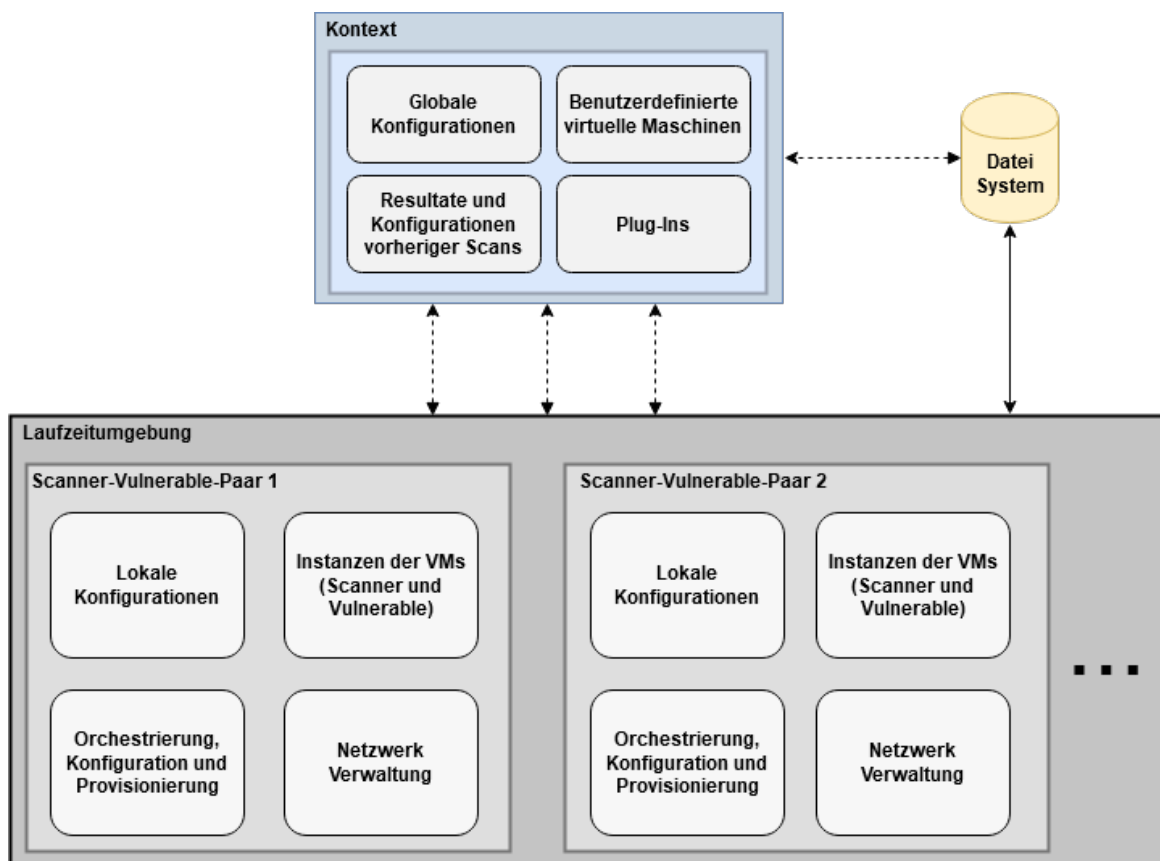 Kontext
Globale
Konfigurationen
Benutzerdefinierte
virtuelle Maschinen
Resultate und
Konfigurationen
vorheriger Scans
Plug-Ins
Datei
System
Laufzeitumgebung
Scanner-Vulnerable-Paar 1
Lokale
Konfigurationen
Instanzen der VMs
(Scanner und
Vulnerable)
Orchestrierung,
Konfiguration und
Provisionierung
Netzwerk
Verwaltung
Scanner-Vulnerable-Paar 2
Lokale
Konfigurationen
Instanzen der VMs
(Scanner und
Vulnerable)
Orchestrierung,
Konfiguration und
Provisionierung
Netzwerk
Verwaltung
...